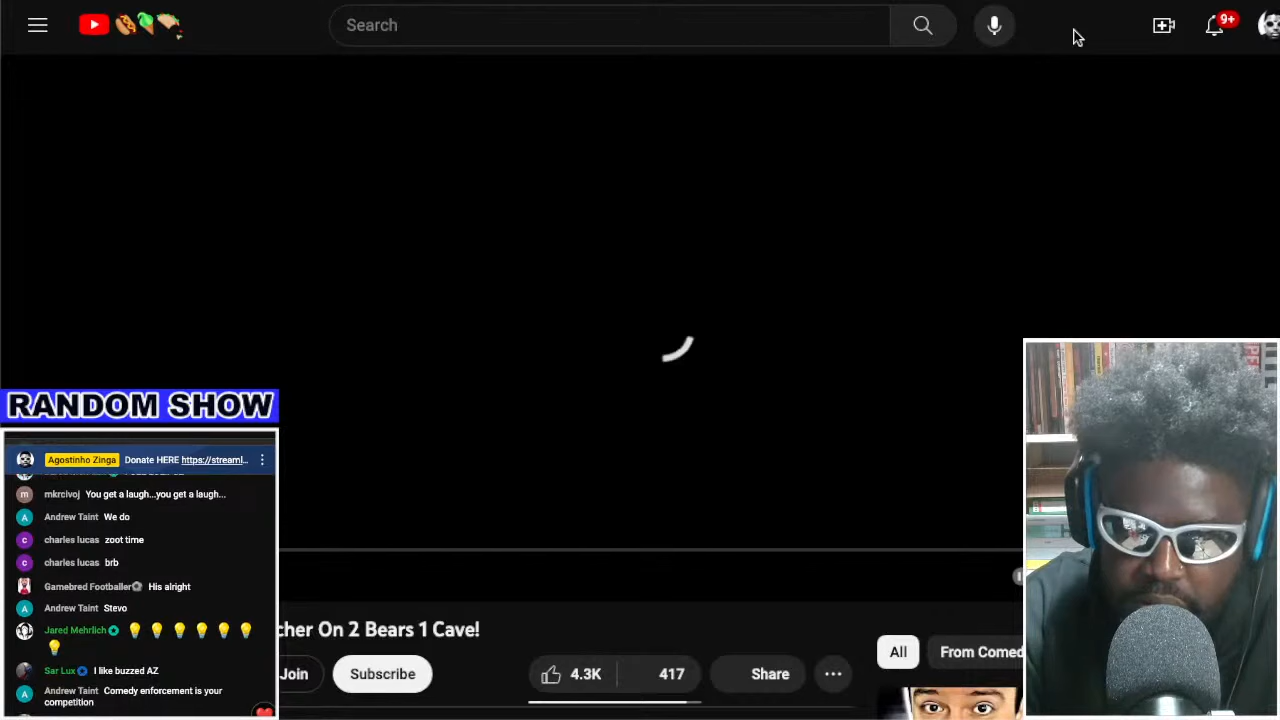 Search
9+
RANDOM SHOW
Agostinho Zinga Donate HERE https://streaml...
mkrcivoj You get a laugh...you get a laugh...
Andrew Taint We do
charles lucas zoot time
charles lucas brb
Gamebred Footballer His alright
Andrew Taint Stevo
Jared Mehrlich
Sar Lux I like buzzed AZ
Andrew Taint Comedy enforcement is your
competition
cher On 2 Bears 1 Cave!
Join
Subscribe
4.3K
417
Share
All
From Comed